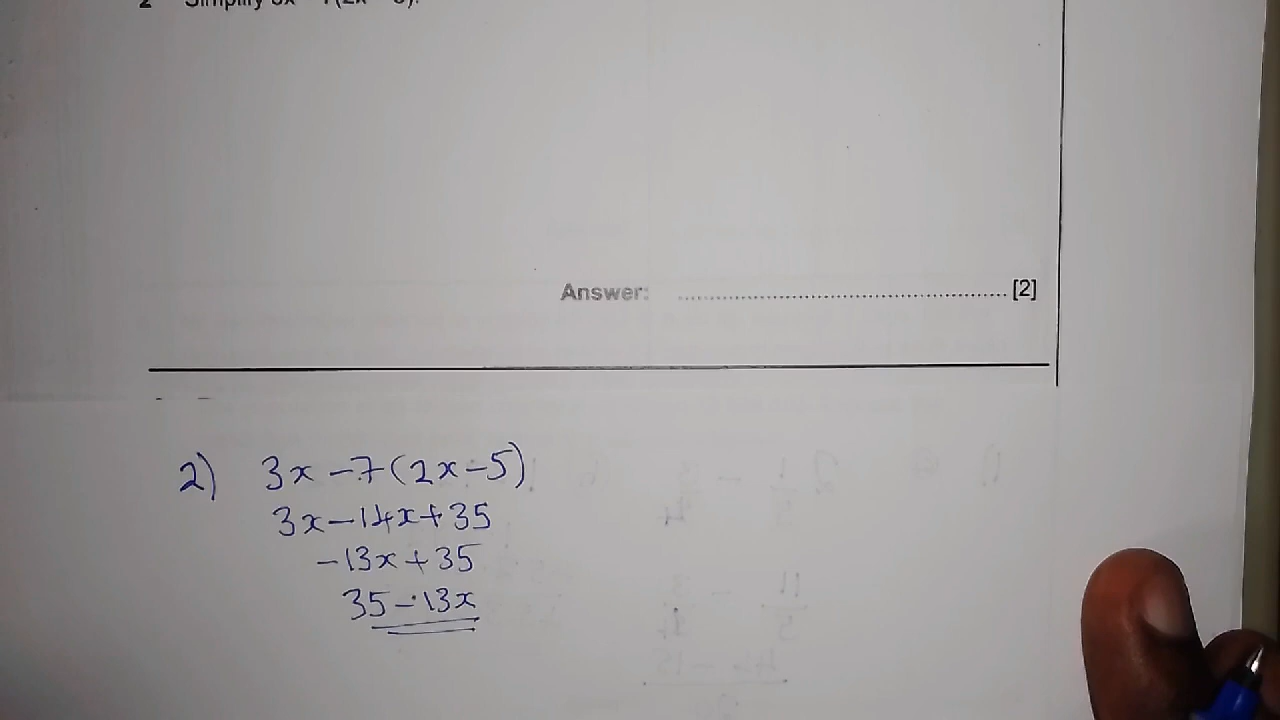 Answer: ........................................ [2]
2) 3x - 7(2x - 5)
3x - 14x + 35
-13x + 35
35 - 13x